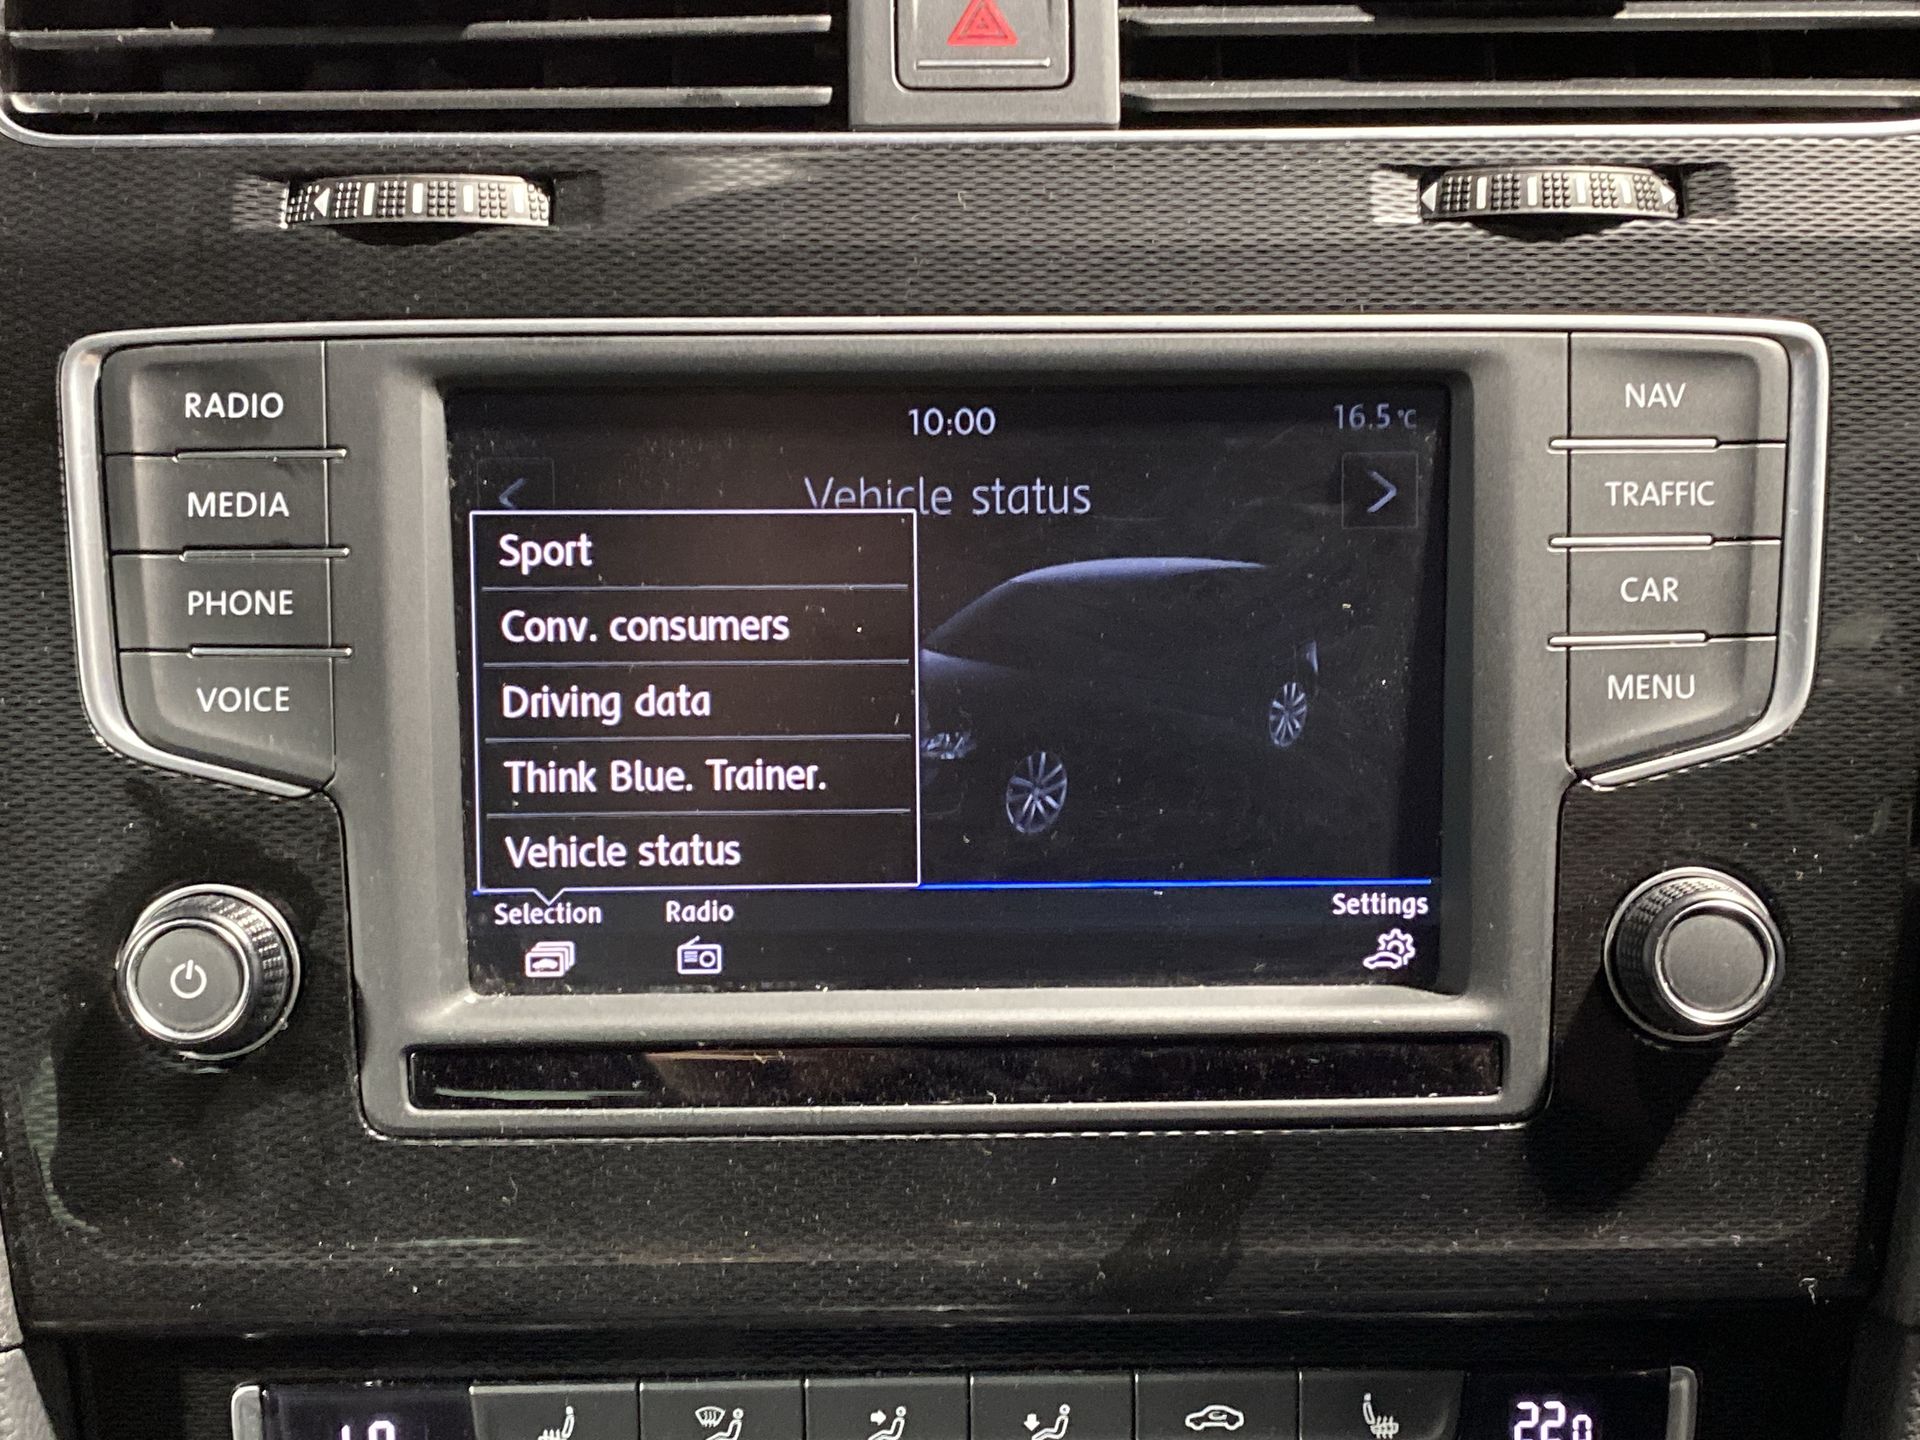 RADIO
MEDIA
PHONE
VOICE
10:00
16.5 °C
Vehicle status
Sport
Conv. consumers
Driving data
Think Blue. Trainer.
Vehicle status
Selection
Radio
Settings
NAV
TRAFFIC
CAR
MENU